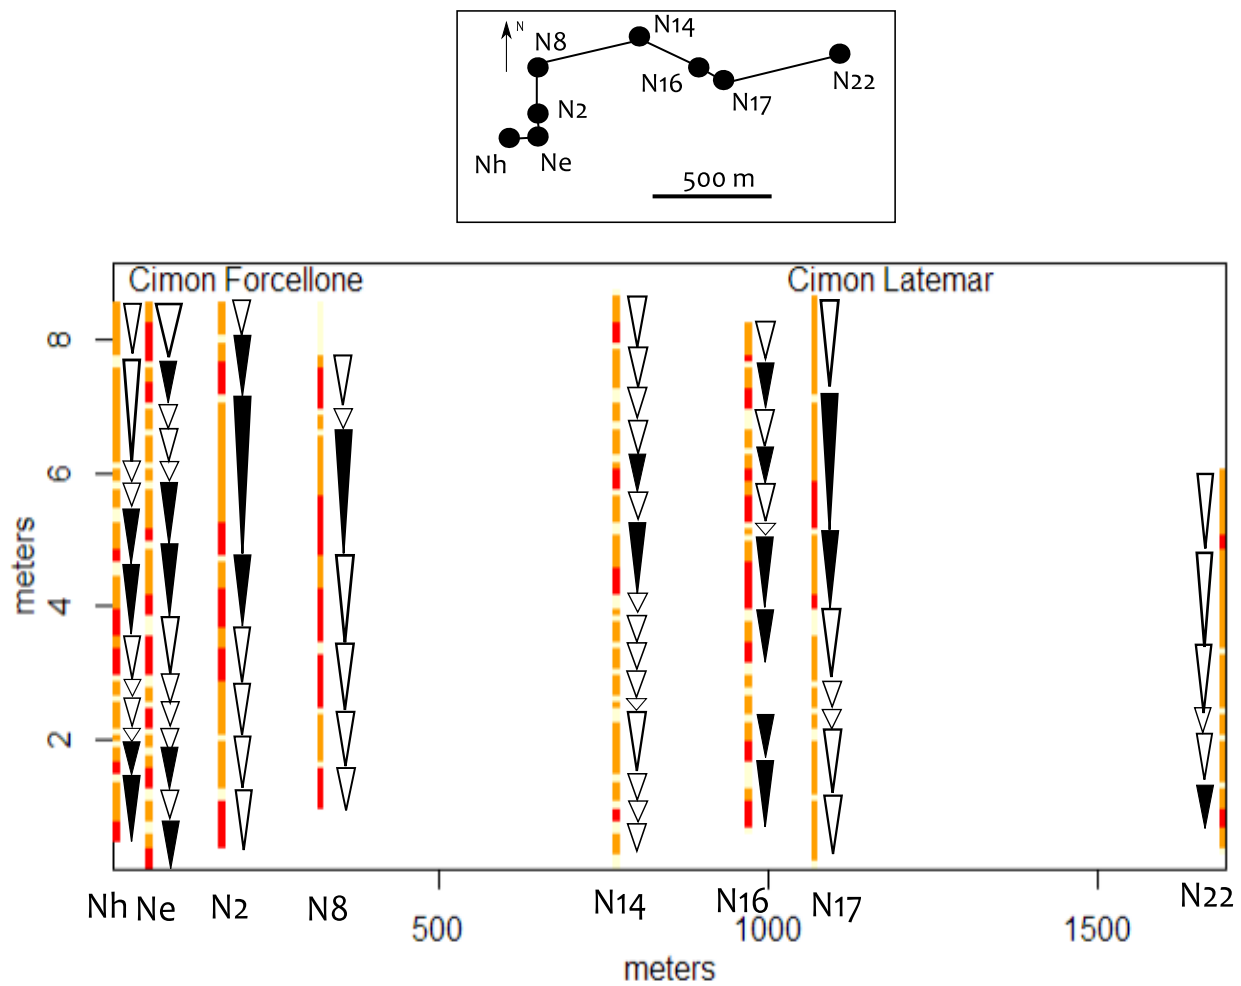 N
N14
N8
N16
N22
N17
N2
Nh
Ne
500 m
Cimon Forcellone
Cimon Latemar
8
6
4
2
meters
Nh
Ne
N2
N8
N14
N16
N17
N22
500
1000
1500
meters